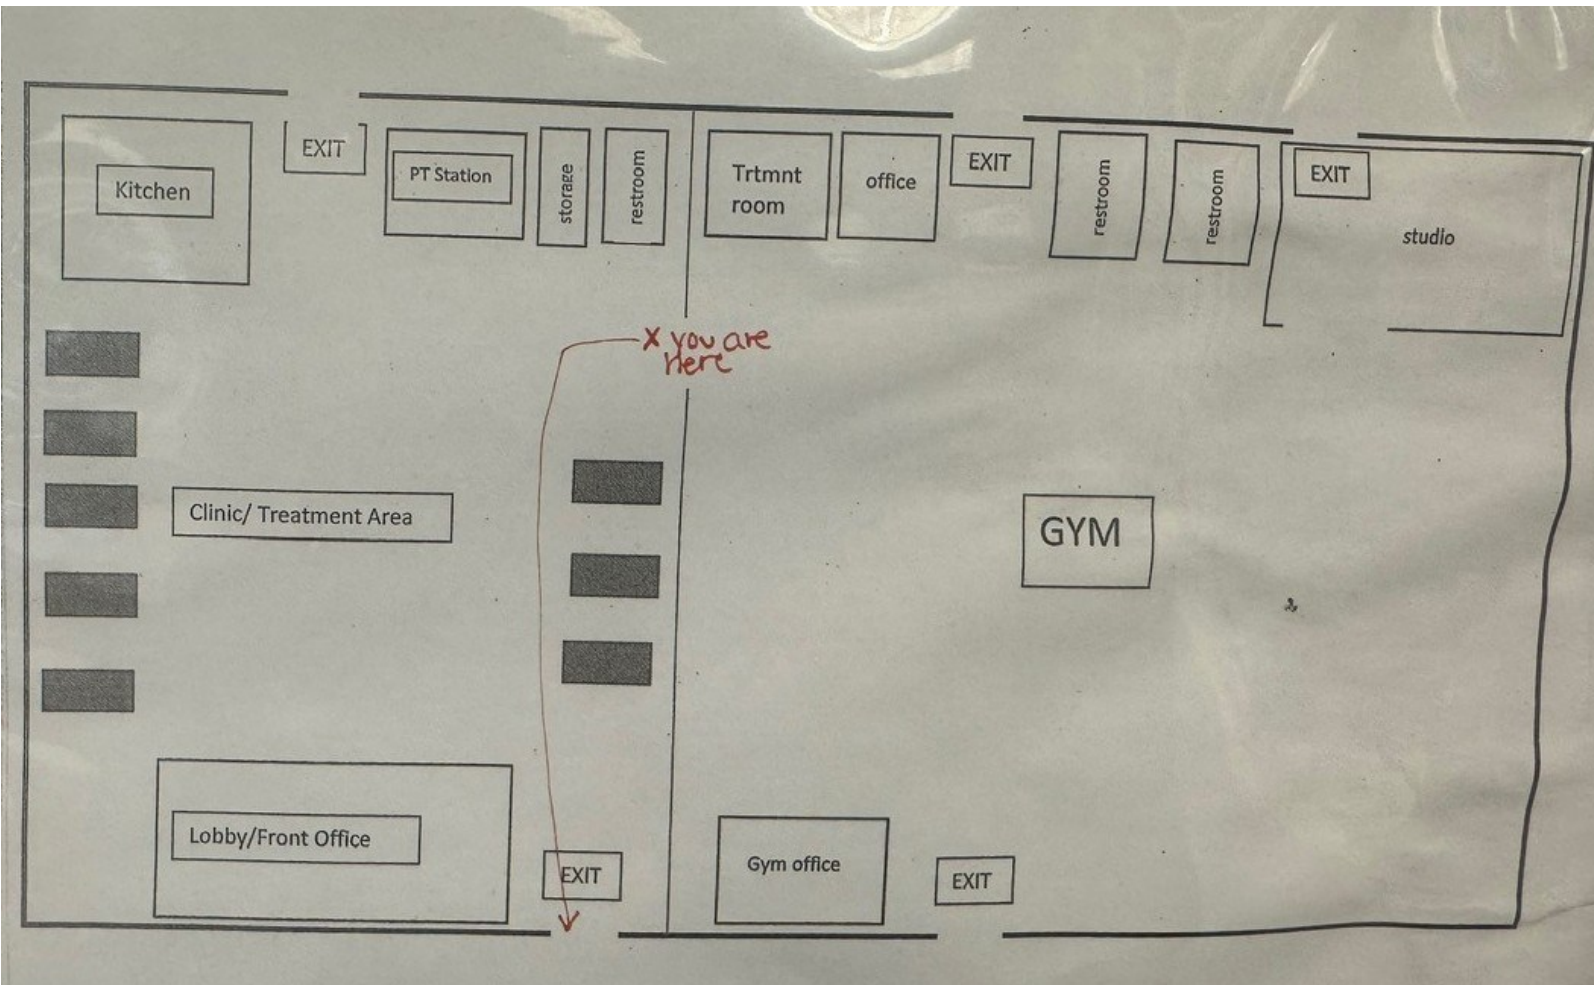 Kitchen
EXIT
PT Station
storage
restroom
Trtmnt
room
office
EXIT
restroom
restroom
EXIT
studio
X you are
here
Clinic/ Treatment Area
GYM
Lobby/Front Office
EXIT
Gym office
EXIT